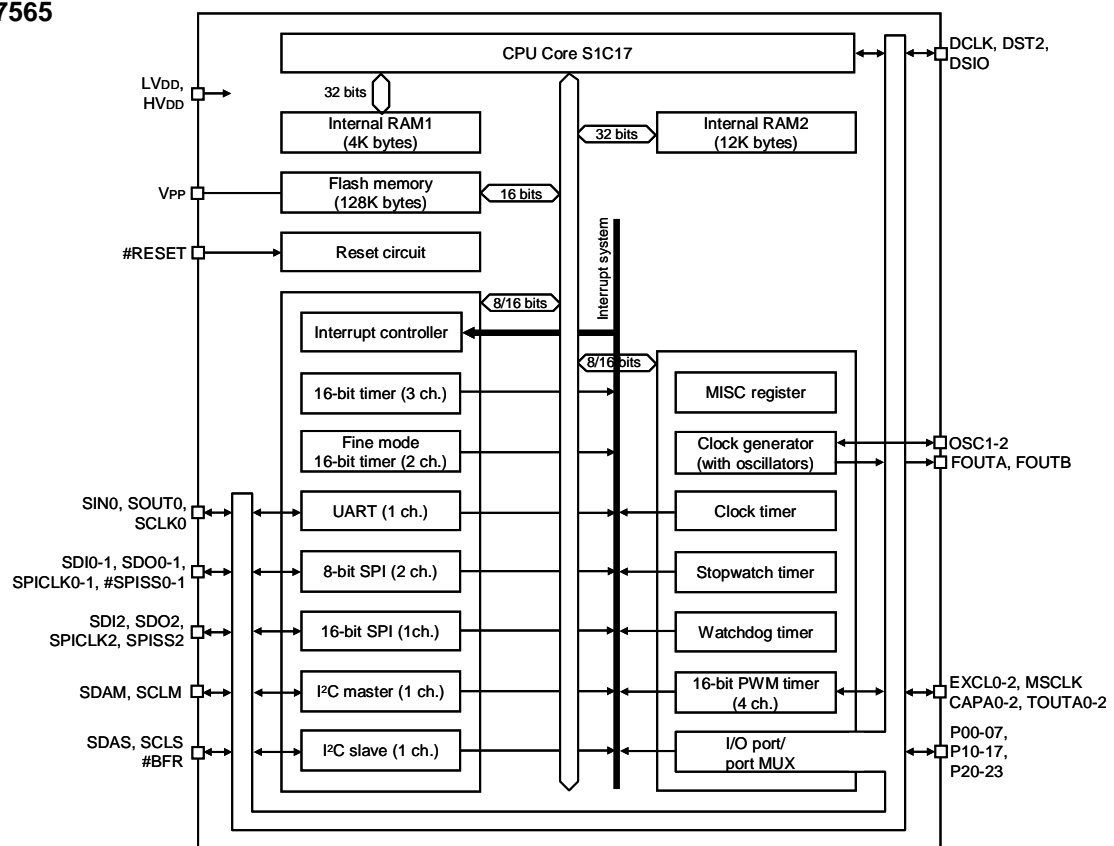 7565
CPU Core S1C17
DCLK, DST2,
DSIO
LVDD,
HVDD
32 bits
Internal RAM1
(4K bytes)
32 bits
Internal RAM2
(12K bytes)
VPP
Flash memory
(128K bytes)
16 bits
#RESET
Reset circuit
Interrupt system
8/16 bits
Interrupt controller
8/16 bits
16-bit timer (3 ch.)
MISC register
Fine mode
16-bit timer (2 ch.)
Clock generator
(with oscillators)
OSC1-2
FOUTA, FOUTB
SIN0, SOUT0,
SCLK0
UART (1 ch.)
Clock timer
SDI0-1, SDO0-1,
SPICLK0-1, #SPISS0-1
8-bit SPI (2 ch.)
Stopwatch timer
SDI2, SDO2,
SPICLK2, SPISS2
16-bit SPI (1ch.)
Watchdog timer
SDAM, SCLM
I²C master (1 ch.)
16-bit PWM timer
(4 ch.)
EXCL0-2, MSCLK
CAPA0-2, TOUTA0-2
SDAS, SCLS
#BFR
I²C slave (1 ch.)
I/O port/
port MUX
P00-07,
P10-17,
P20-23